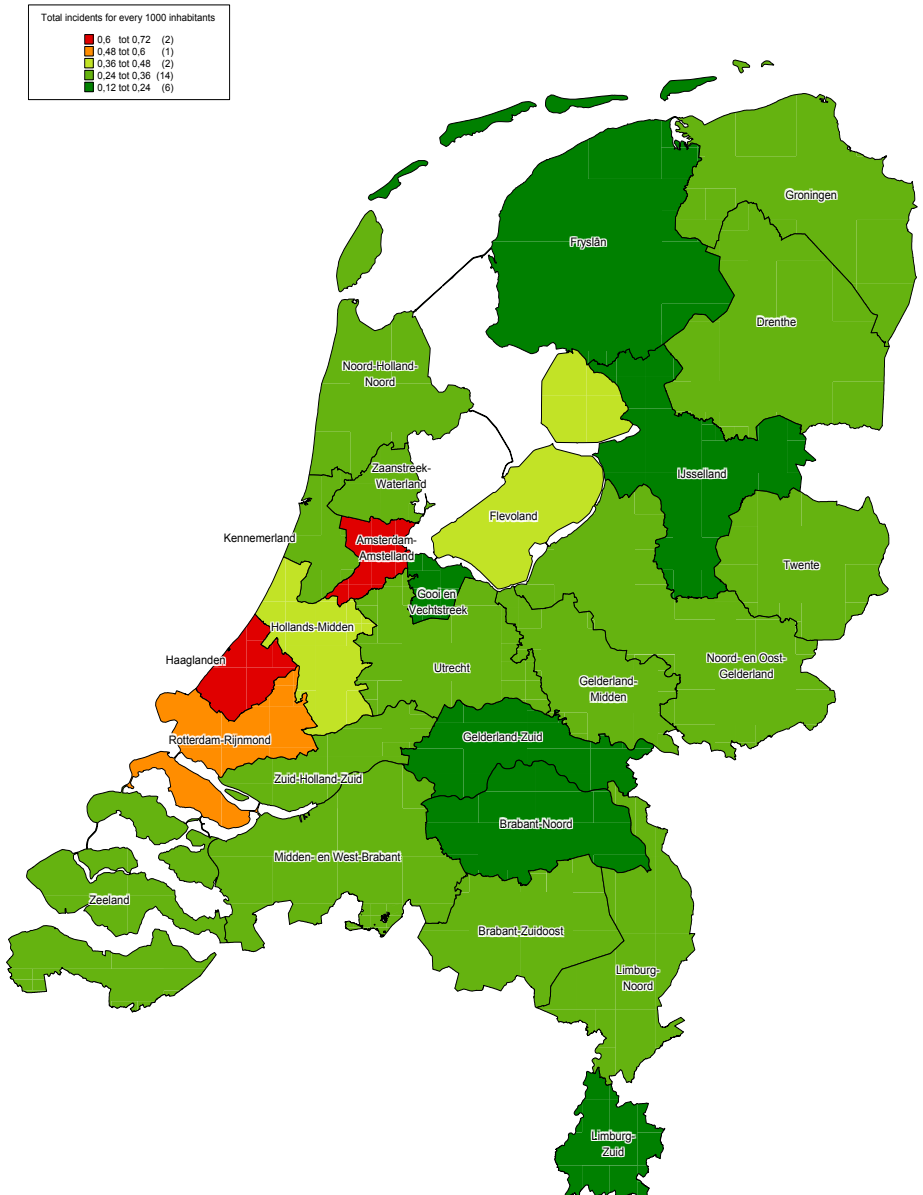 Total incidents for every 1000 inhabitants
0,6 tot 0,72 (2)
0,48 tot 0,6 (1)
0,36 tot 0,48 (2)
0,24 tot 0,36 (14)
0,12 tot 0,24 (6)
Groningen
Fryslân
Drenthe
Noord-Holland-
Noord
Zaanstreek-
Waterland
IJsselland
Flevoland
Kennemerland
Amsterdam-
Amstelland
Twente
Gooi en
Vechtstreek
Hollands-Midden
Haaglanden
Utrecht
Noord- en Oost-
Gelderland
Gelderland-
Midden
Rotterdam-Rijnmond
Gelderland-Zuid
Zuid-Holland-Zuid
Brabant-Noord
Midden- en West-Brabant
Zeeland
Brabant-Zuidoost
Limburg-
Noord
Limburg-
Zuid